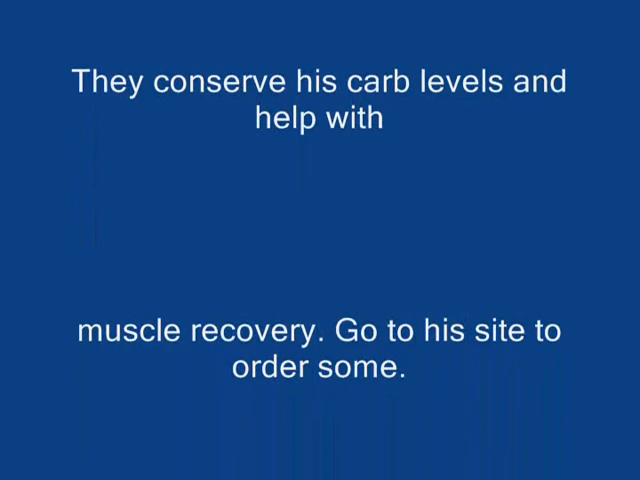 They conserve his carb levels and
help with
muscle recovery. Go to his site to
order some.